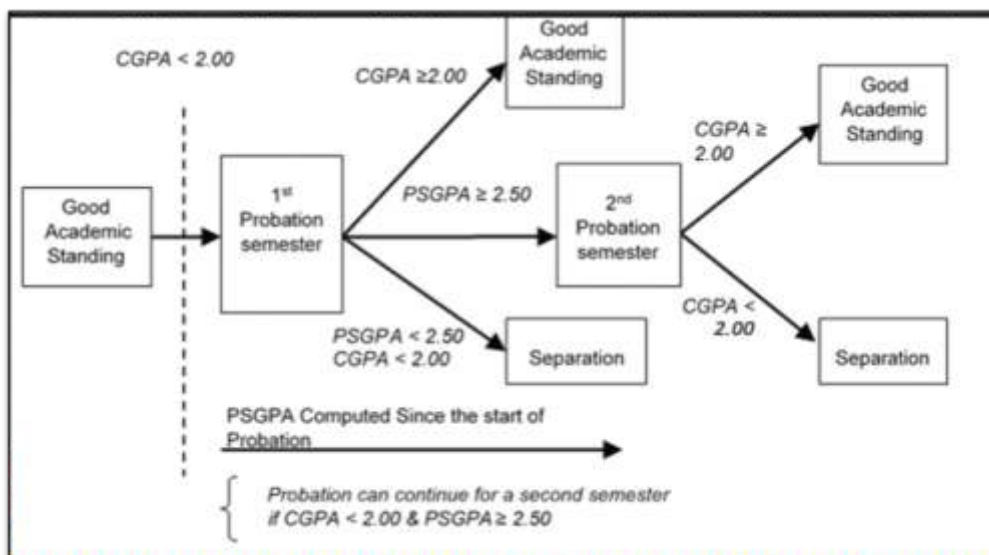 CGPA < 2.00
Good
Academic
Standing
1st
Probation
semester
CGPA ≥2.00
Good
Academic
Standing
PSGPA ≥ 2.50
2nd
Probation
semester
PSGPA < 2.50
CGPA < 2.00
Separation
CGPA ≥
2.00
Good
Academic
Standing
CGPA <
2.00
Separation
PSGPA Computed Since the start of
Probation
Probation can continue for a second semester
if CGPA < 2.00 & PSGPA ≥ 2.50